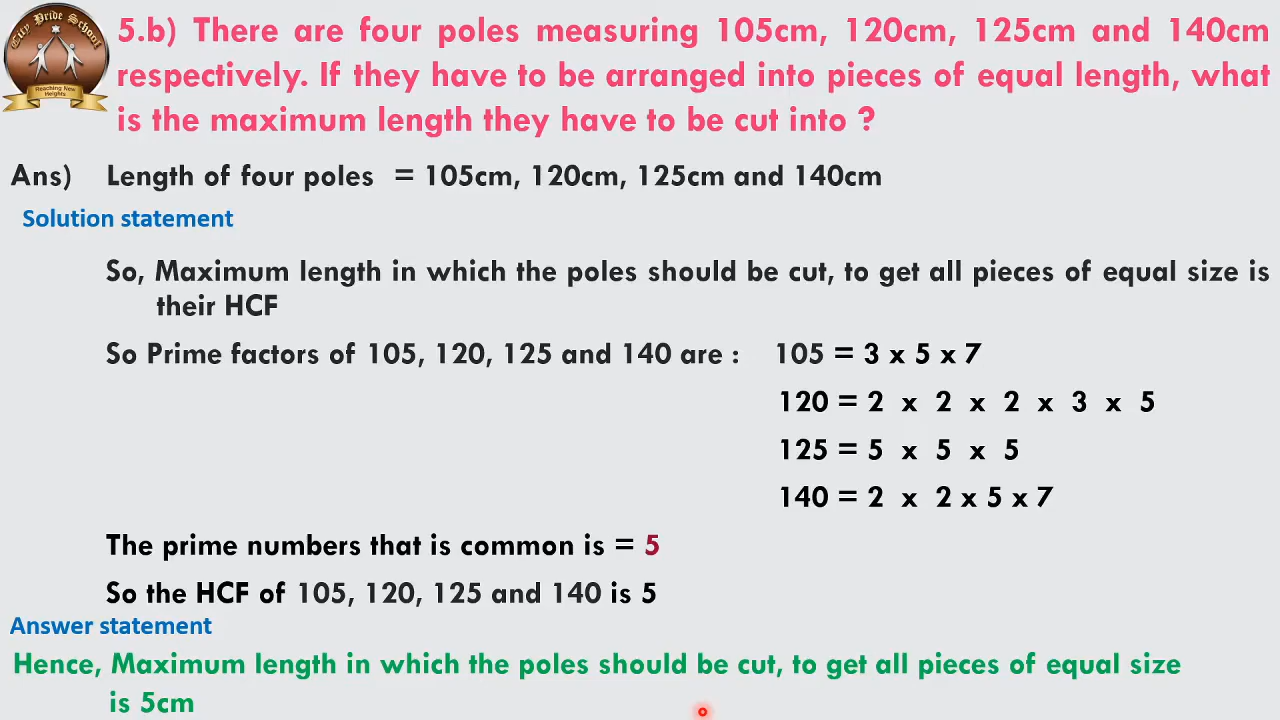 City Pride School
Reaching New
Heights
5.b) There are four poles measuring 105cm, 120cm, 125cm and 140cm
respectively. If they have to be arranged into pieces of equal length, what
is the maximum length they have to be cut into ?
Ans) Length of four poles = 105cm, 120cm, 125cm and 140cm
Solution statement
So, Maximum length in which the poles should be cut, to get all pieces of equal size is
their HCF
So Prime factors of 105, 120, 125 and 140 are : 105 = 3 x 5 x 7
120 = 2 x 2 x 2 x 3 x 5
125 = 5 x 5 x 5
140 = 2 x 2 x 5 x 7
The prime numbers that is common is = 5
So the HCF of 105, 120, 125 and 140 is 5
Answer statement
Hence, Maximum length in which the poles should be cut, to get all pieces of equal size
is 5cm